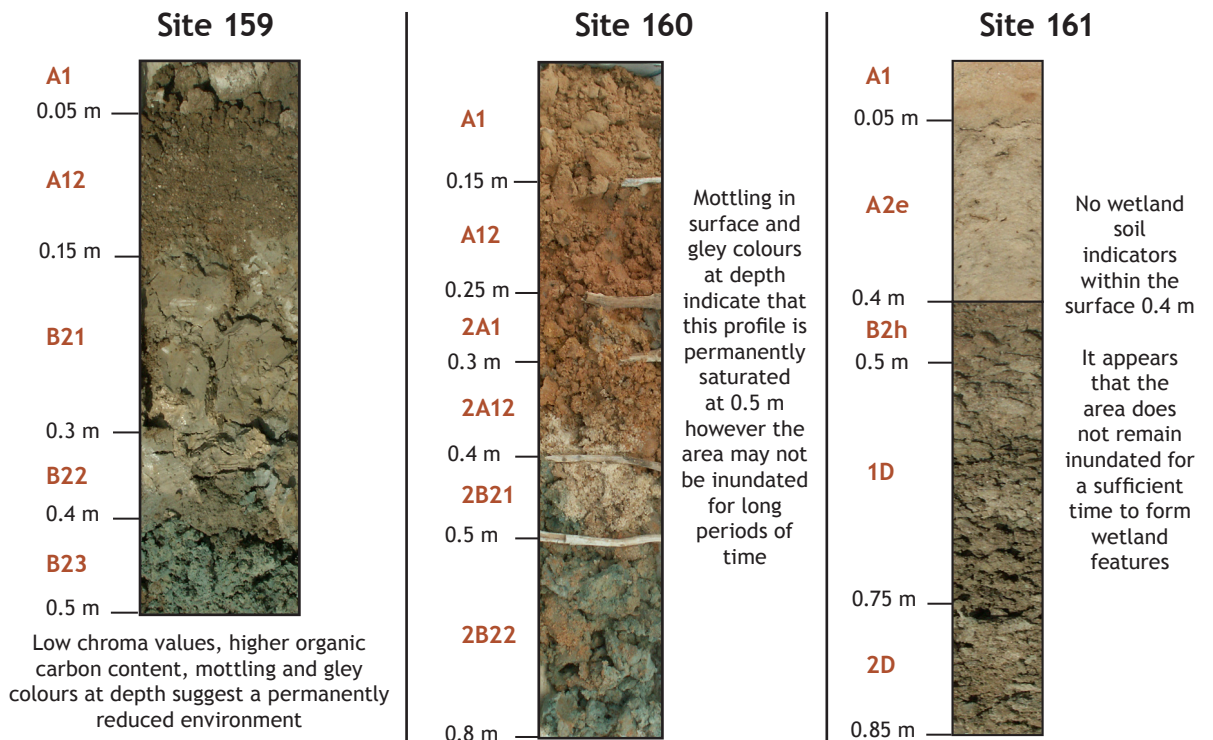 Site 159
A1
0.05 m
A12
0.15 m
B21
0.3 m
B22
0.4 m
B23
0.5 m
Low chroma values, higher organic
carbon content, mottling and gley
colours at depth suggest a permanently
reduced environment
Site 160
A1
0.15 m
A12
0.25 m
2A1
0.3 m
2A12
0.4 m
2B21
0.5 m
2B22
0.8 m
Mottling in
surface and
gley colours
at depth
indicate that
this profile is
permanently
saturated
at 0.5 m
however the
area may not
be inundated
for long
periods of
time
Site 161
A1
0.05 m
A2e
0.4 m
B2h
0.5 m
1D
0.75 m
2D
0.85 m
No wetland
soil
indicators
within the
surface 0.4 m
It appears
that the
area does
not remain
inundated for
a sufficient
time to form
wetland
features